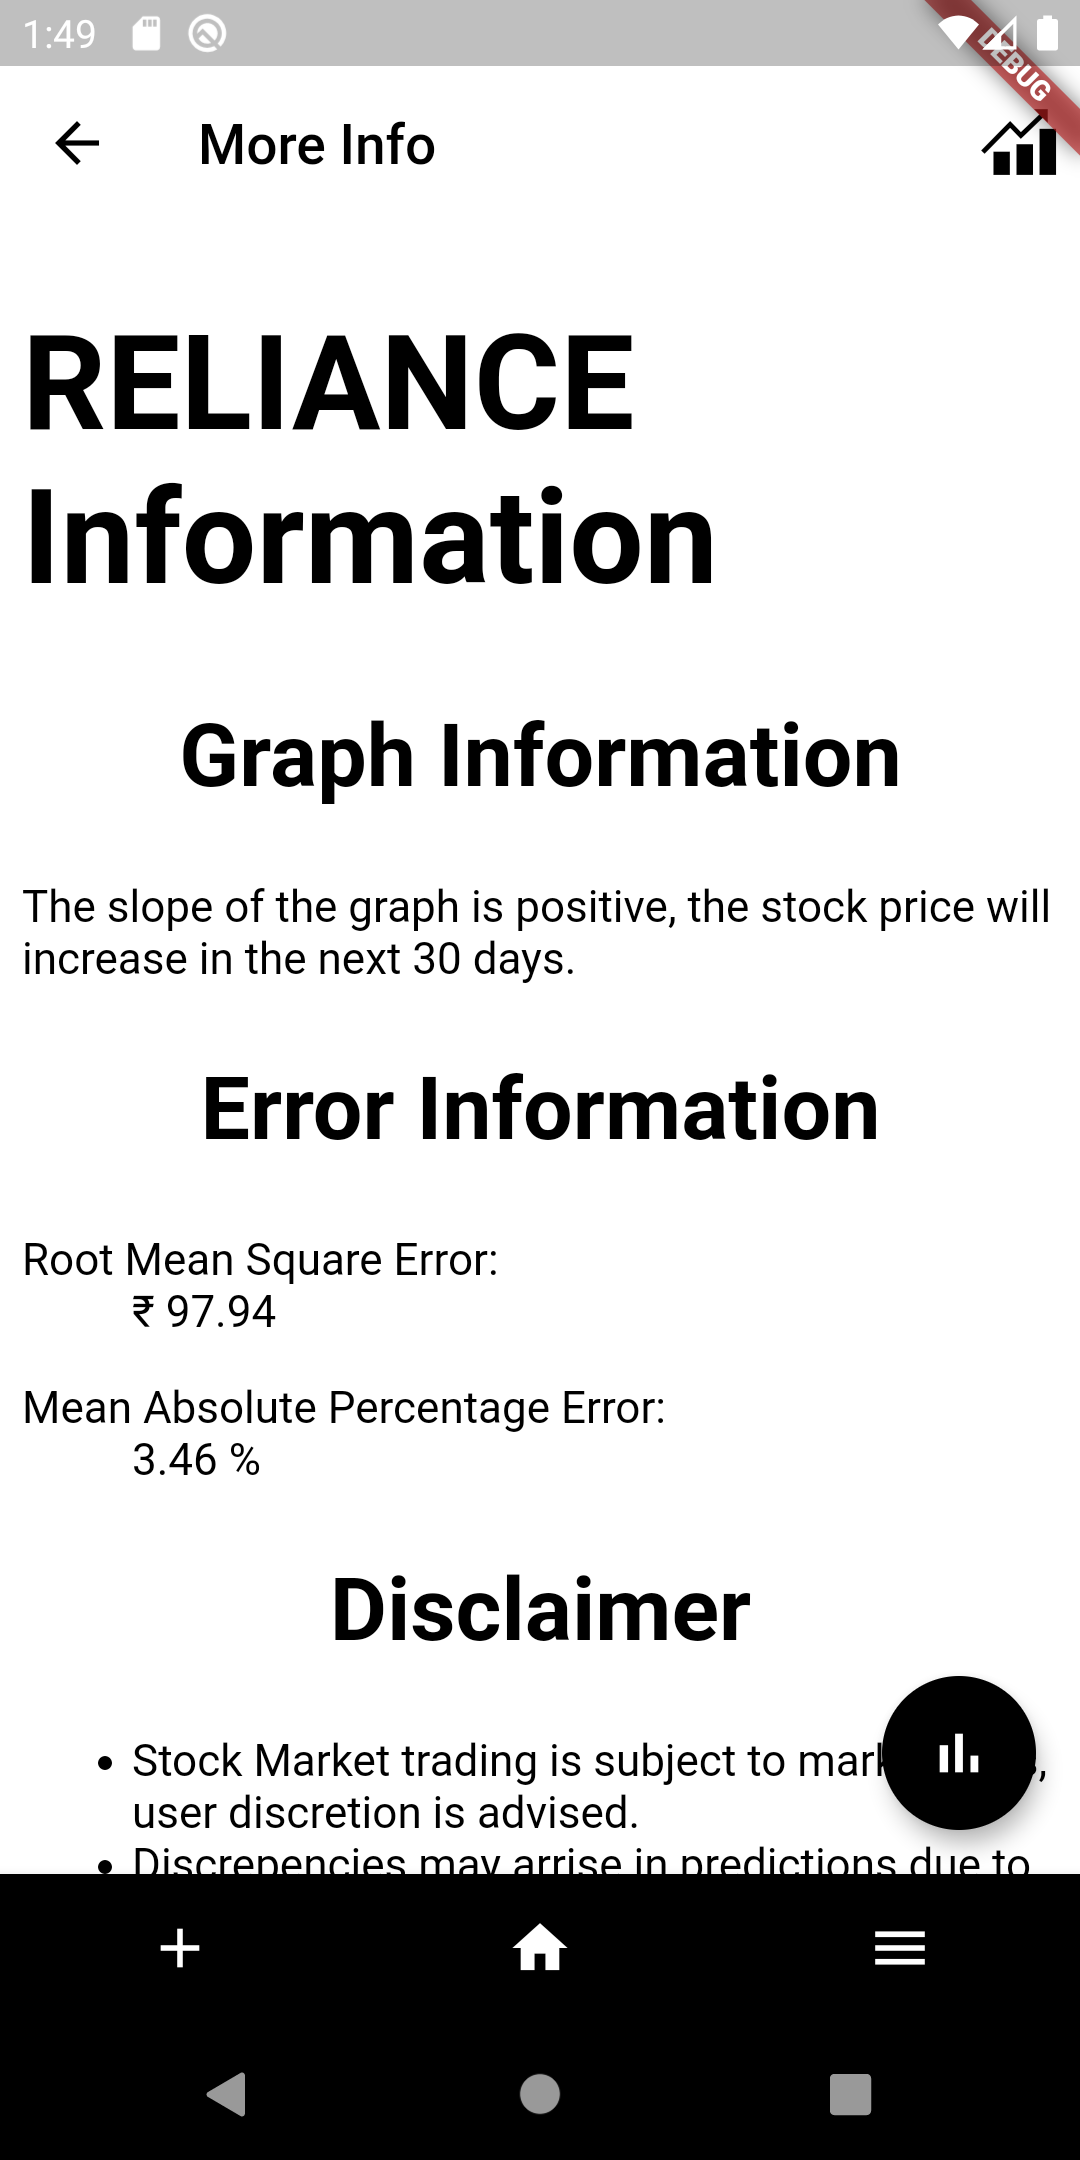 1:49
DEBUG
More Info
RELIANCE
Information
Graph Information
The slope of the graph is positive, the stock price will
increase in the next 30 days.
Error Information
Root Mean Square Error:
₹ 97.94
Mean Absolute Percentage Error:
3.46 %
Disclaimer
• Stock Market trading is subject to
user discretion is advised.
• Discrepencies may arrise in predictions due to